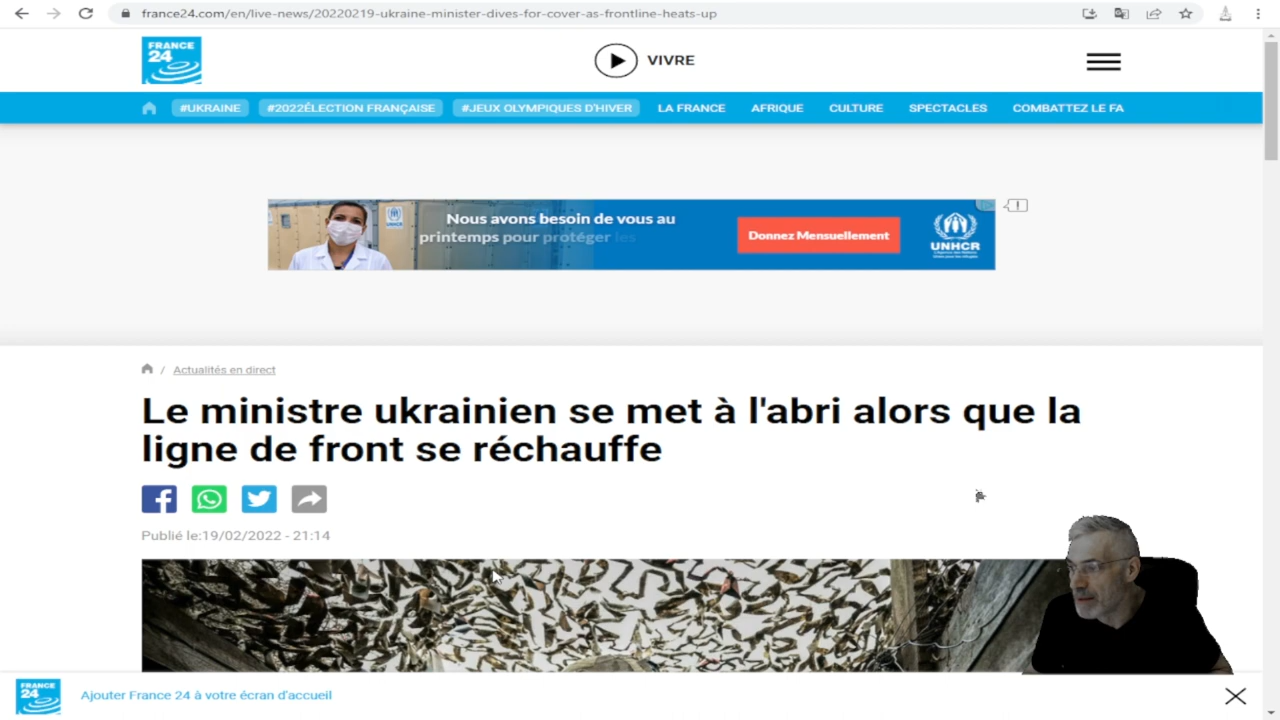 france24.com/en/live-news/20220219-ukraine-minister-dives-for-cover-as-frontline-heats-up
FRANCE
24
VIVRE
#UKRAINE #2022ÉLECTION FRANÇAISE #JEUX OLYMPIQUES D'HIVER LA FRANCE AFRIQUE CULTURE SPECTACLES COMBATTEZ LE FA
Nous avons besoin de vous au
printemps pour protéger les
Donnez Mensuellement
UNHCR
UNHCR
/ Actualités en direct
Le ministre ukrainien se met à l'abri alors que la
ligne de front se réchauffe
Publié le:19/02/2022 - 21:14
FRANCE
24
Ajouter France 24 à votre écran d'accueil